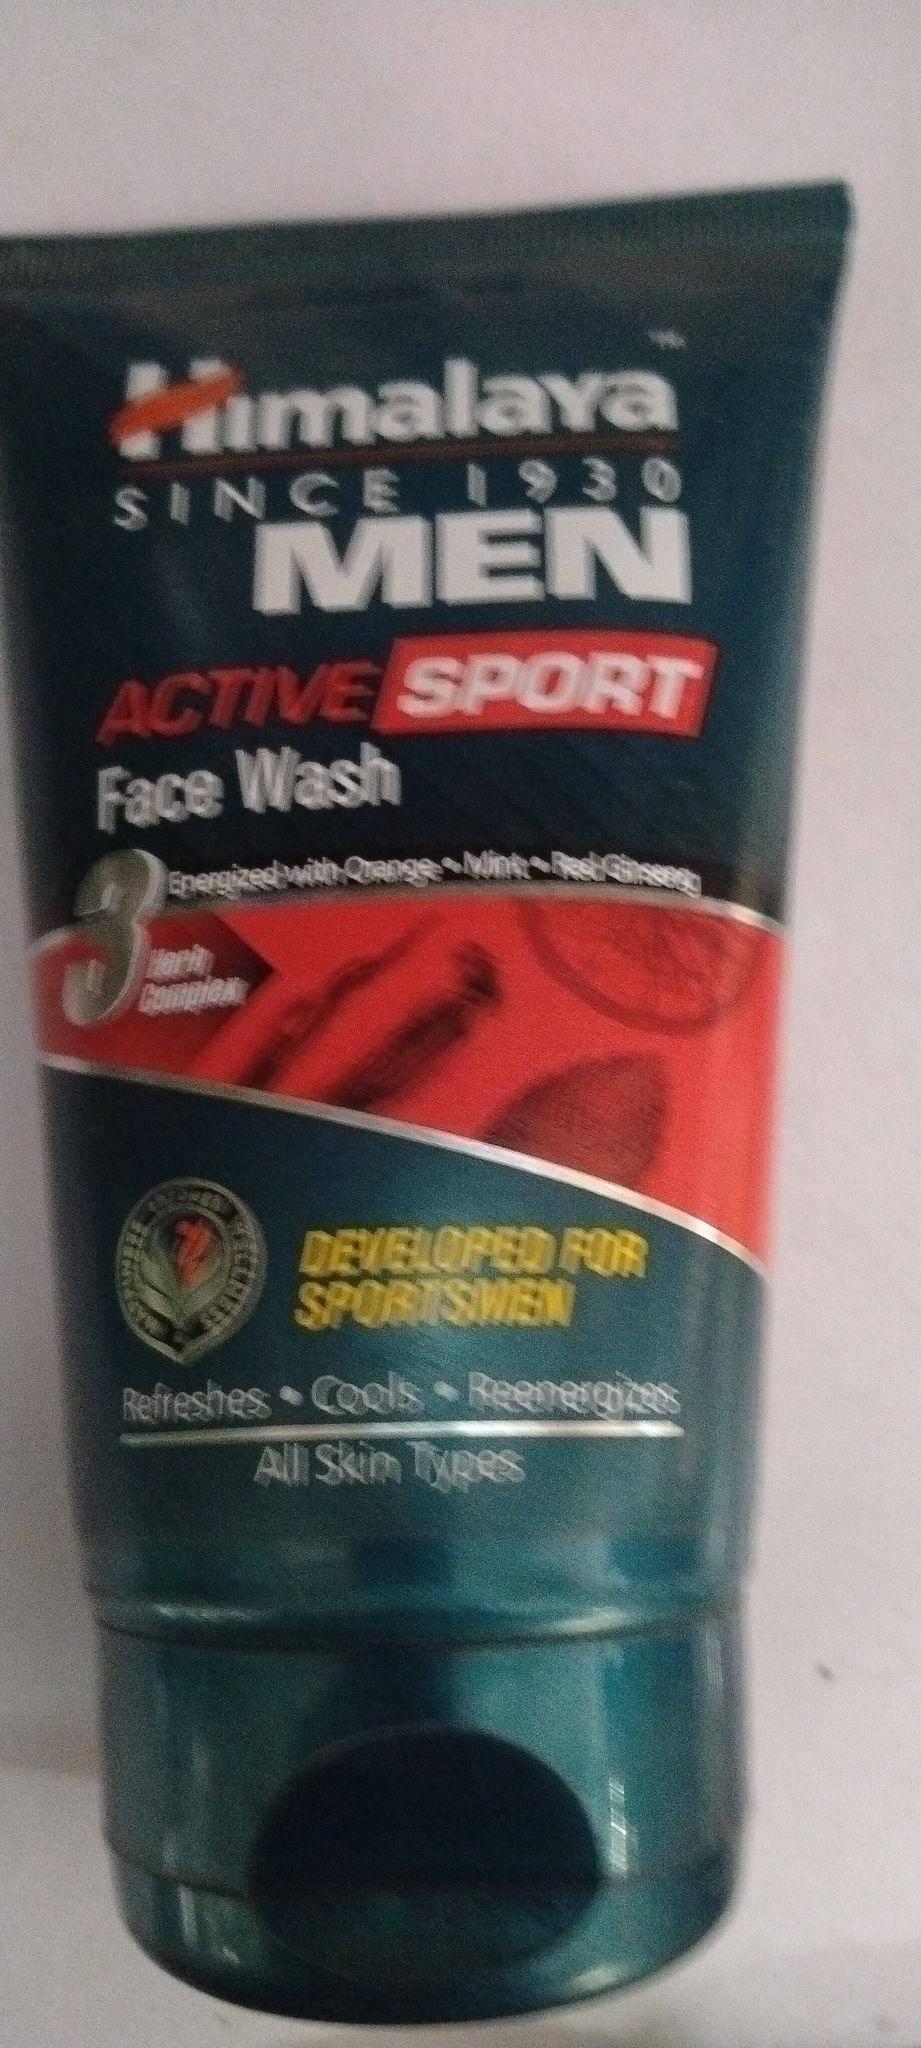 Himalaya
SINCE 1930
MEN
ACTIVE SPORT
Face Wash
Energized with Orange • Mint • Red Ginseng
3 Herb
Complex
DEVELOPED FOR
SPORTSMEN
Refreshes • Cools • Reenergizes
All Skin Types